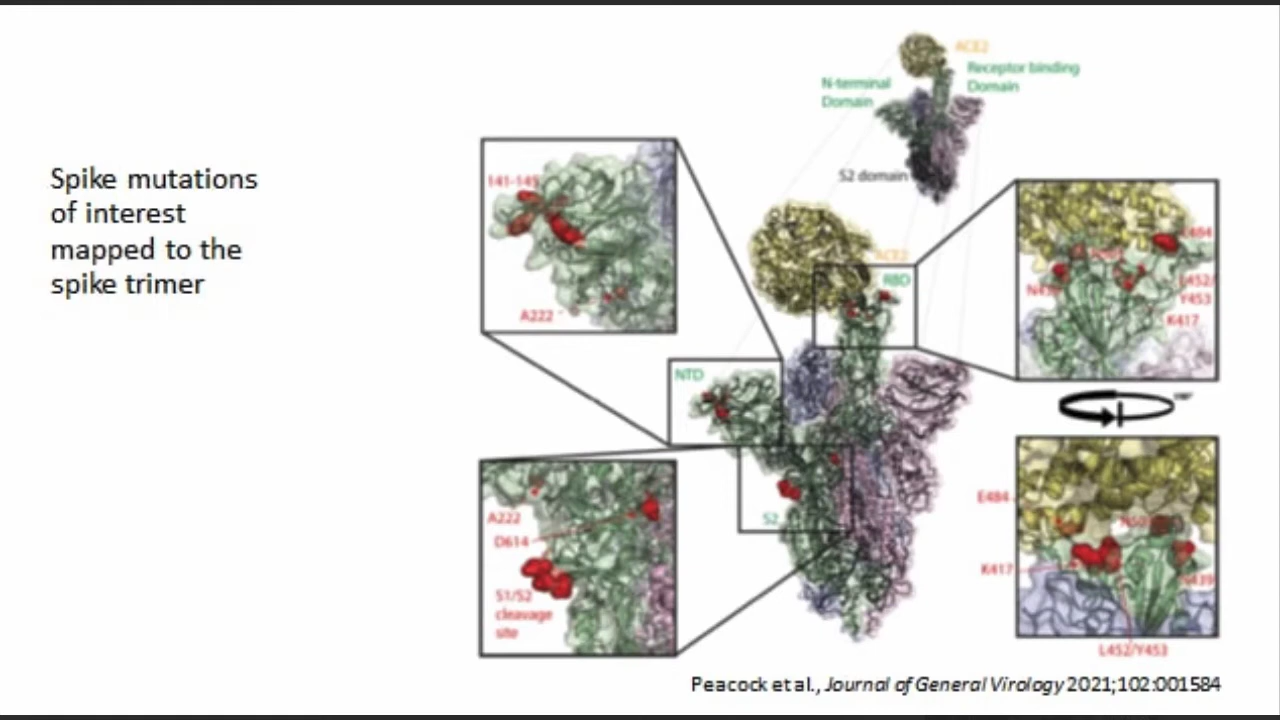 Spike mutations
of interest
mapped to the
spike trimer
ACE2
N-terminal
Domain
Receptor binding
Domain
S2 domain
141-145
A222
ACE2
RBD
NTD
S2
E484
L452/
Y453
K417
A222
D614
S1/S2
cleavage
site
E484
K417
N439
L452/Y453
Peacock et al., Journal of General Virology 2021;102:001584